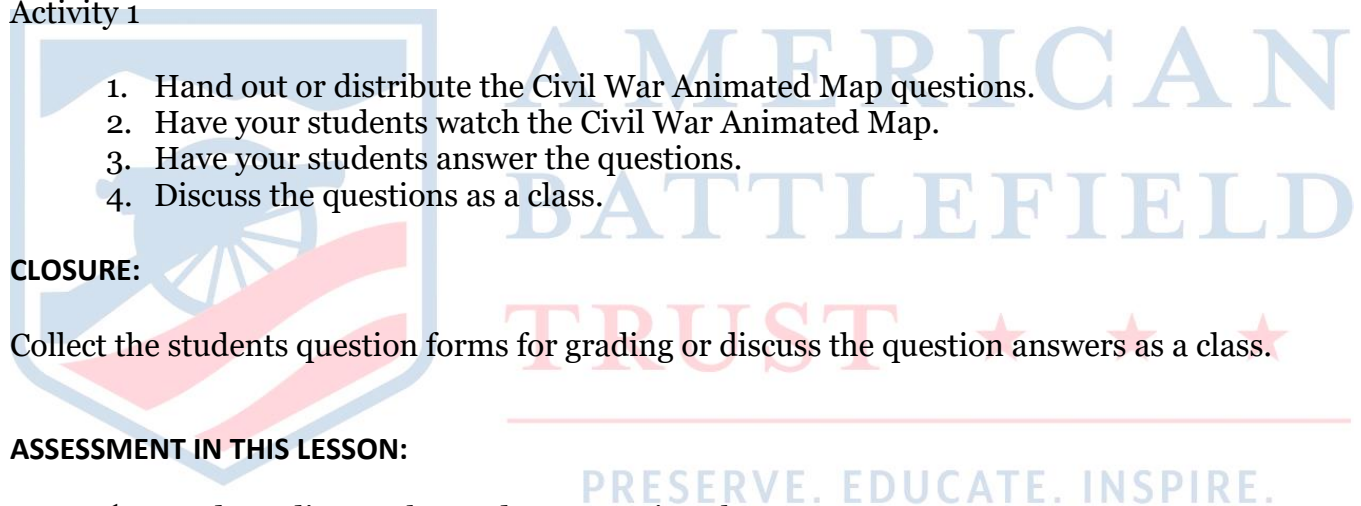 Activity 1
1. Hand out or distribute the Civil War Animated Map questions.
2. Have your students watch the Civil War Animated Map.
3. Have your students answer the questions.
4. Discuss the questions as a class.
CLOSURE:
Collect the students question forms for grading or discuss the question answers as a class.
ASSESSMENT IN THIS LESSON:
AMERICAN
BATTLEFIELD
TRUST
PRESERVE. EDUCATE. INSPIRE.